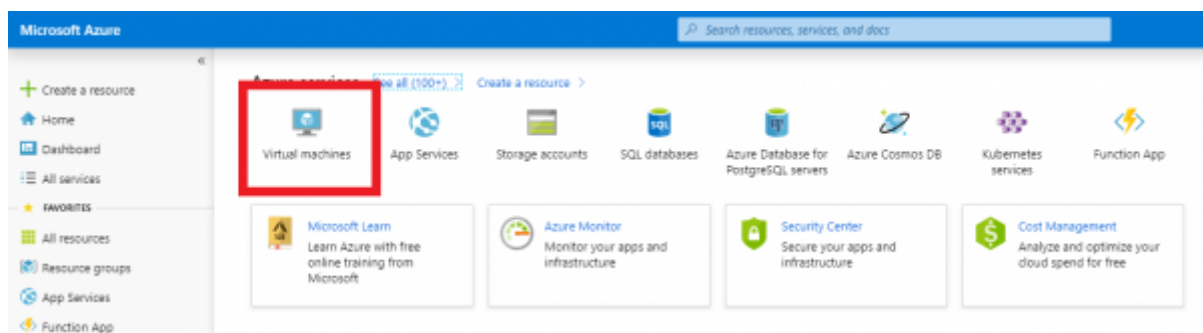 Microsoft Azure
Search resources, services, and docs
«
Create a resource
Home
Dashboard
All services
FAVORITES
All resources
Resource groups
App Services
Function App
Azure services See all (100+) > Create a resource >
Virtual machines
App Services
Storage accounts
SQL databases
Azure Database for
PostgreSQL servers
Azure Cosmos DB
Kubernetes
services
Function App
Microsoft Learn
Learn Azure with free
online training from
Microsoft
Azure Monitor
Monitor your apps and
infrastructure
Security Center
Secure your apps and
infrastructure
Cost Management
Analyze and optimize your
cloud spend for free